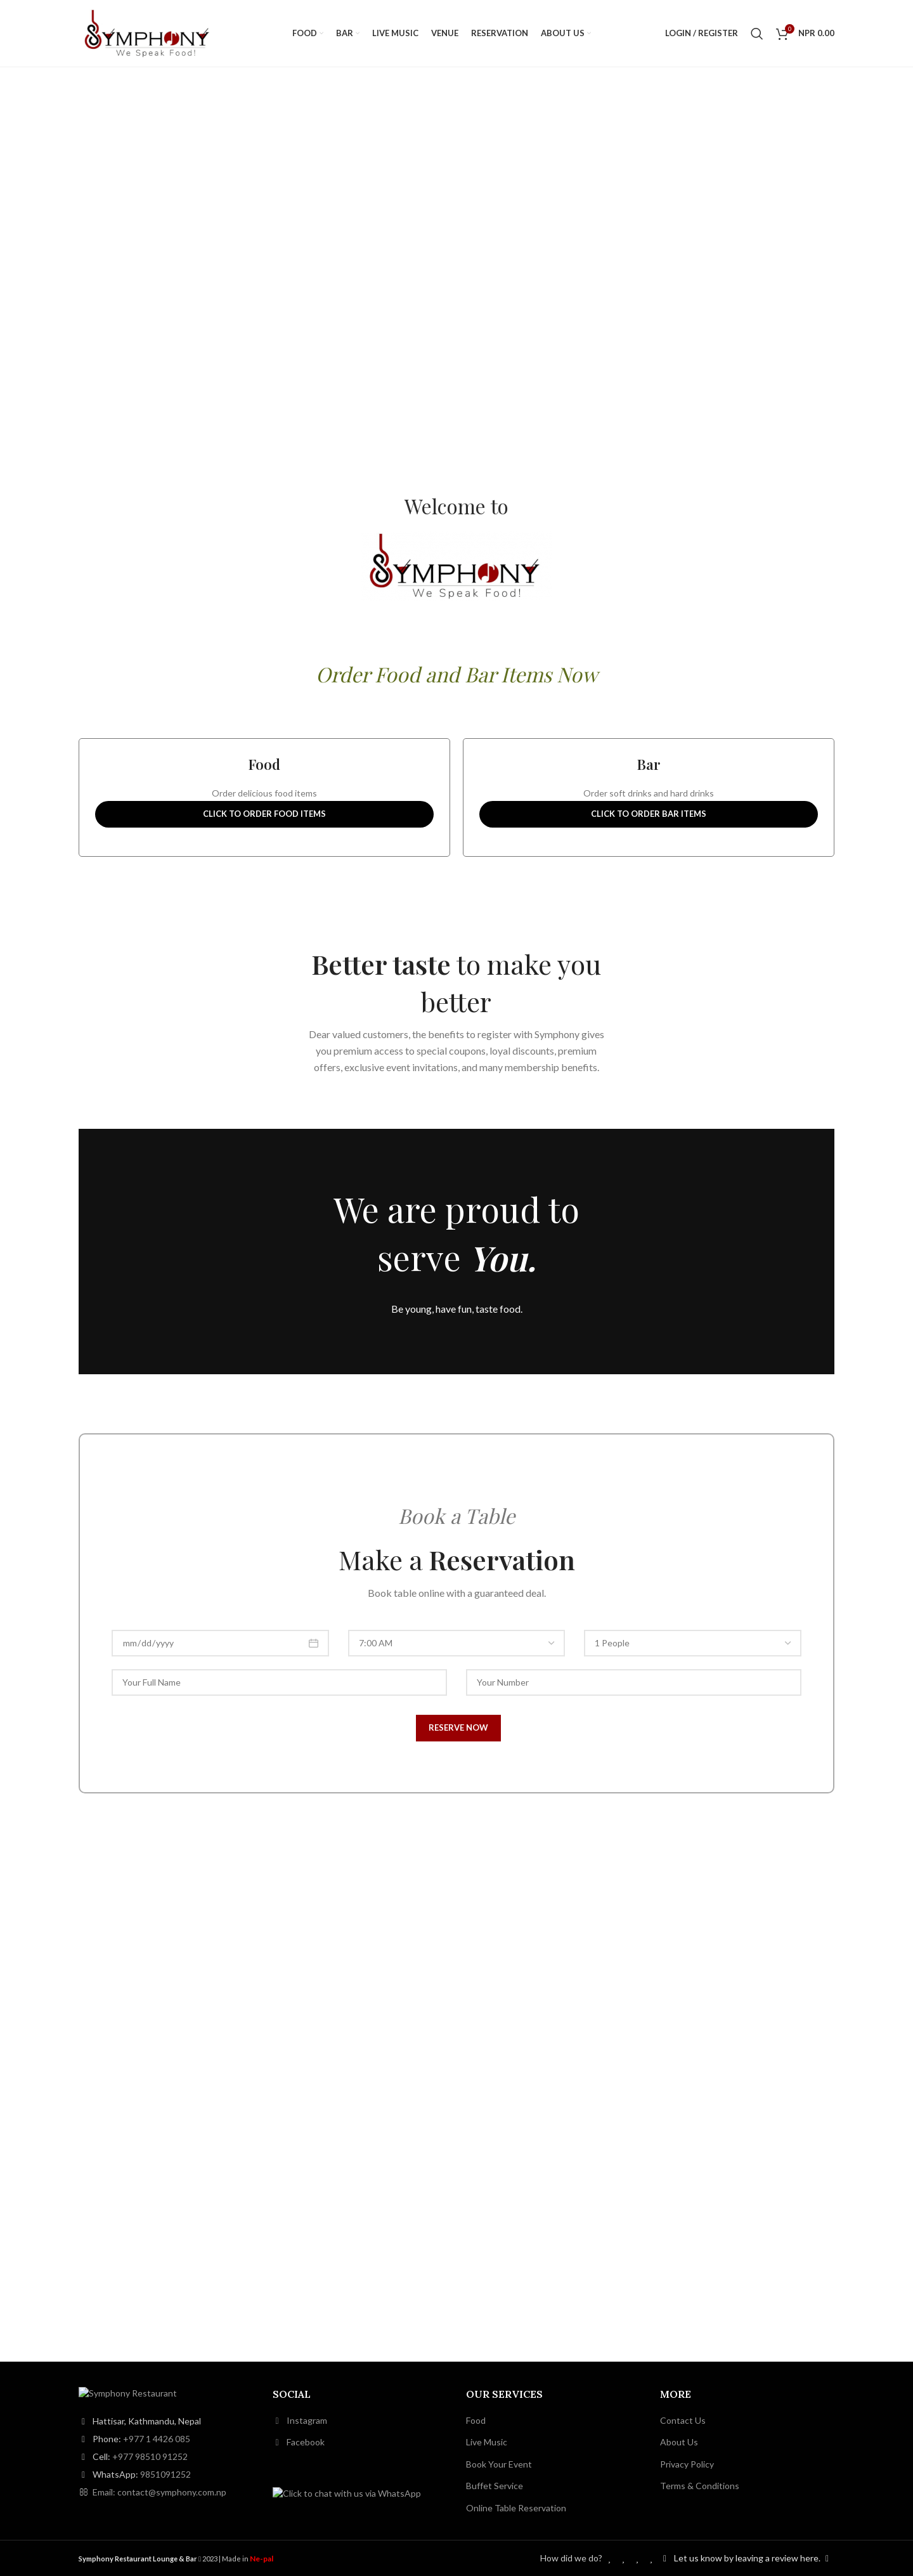 SYMPHONY
We Speak Food!
FOOD
BAR
LIVE MUSIC
VENUE
RESERVATION
ABOUT US
LOGIN / REGISTER
0
NPR 0.00
Welcome to
SYMPHONY
We Speak Food!
Order Food and Bar Items Now
Food
Order delicious food items
CLICK TO ORDER FOOD ITEMS
Bar
Order soft drinks and hard drinks
CLICK TO ORDER BAR ITEMS
Better taste to make you
better
Dear valued customers, the benefits to register with Symphony gives
you premium access to special coupons, loyal discounts, premium
offers, exclusive event invitations, and many membership benefits.
We are proud to
serve You.
Be young, have fun, taste food.
Book a Table
Make a Reservation
Book table online with a guaranteed deal.
mm/dd/yyyy
7:00 AM
1 People
Your Full Name
Your Number
RESERVE NOW
Symphony Restaurant
Hattisar, Kathmandu, Nepal
Phone: +977 1 4426 085
Cell: +977 98510 91252
WhatsApp: 9851091252
Email: contact@symphony.com.np
SOCIAL
Instagram
Facebook
Click to chat with us via WhatsApp
OUR SERVICES
Food
Live Music
Book Your Event
Buffet Service
Online Table Reservation
MORE
Contact Us
About Us
Privacy Policy
Terms & Conditions
Symphony Restaurant Lounge & Bar 2023 | Made in Ne-pal
How did we do? Let us know by leaving a review here.